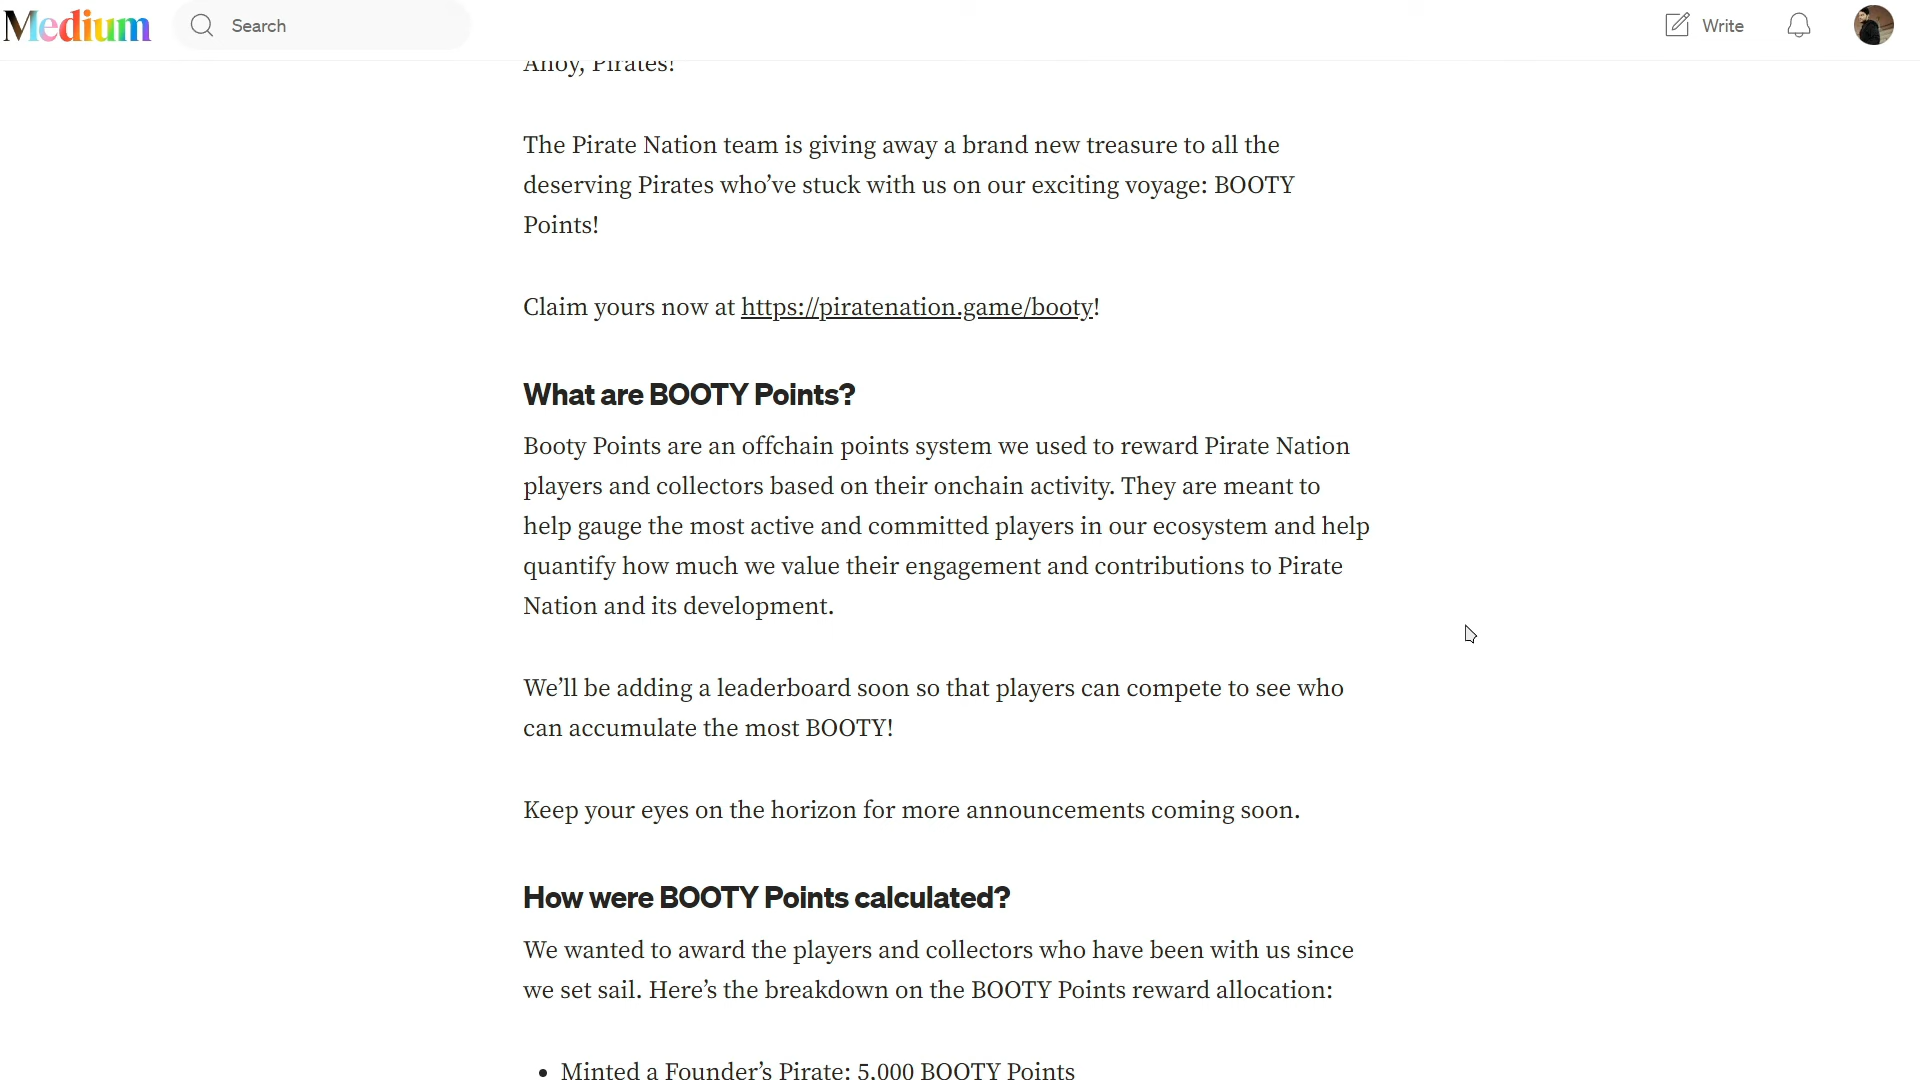 Medium
Search
Write
Ahoy, Pirates!
The Pirate Nation team is giving away a brand new treasure to all the
deserving Pirates who’ve stuck with us on our exciting voyage: BOOTY
Points!
Claim yours now at https://piratenation.game/booty!
What are BOOTY Points?
Booty Points are an offchain points system we used to reward Pirate Nation
players and collectors based on their onchain activity. They are meant to
help gauge the most active and committed players in our ecosystem and help
quantify how much we value their engagement and contributions to Pirate
Nation and its development.
We’ll be adding a leaderboard soon so that players can compete to see who
can accumulate the most BOOTY!
Keep your eyes on the horizon for more announcements coming soon.
How were BOOTY Points calculated?
We wanted to award the players and collectors who have been with us since
we set sail. Here’s the breakdown on the BOOTY Points reward allocation:
• Minted a Founder’s Pirate: 5,000 BOOTY Points